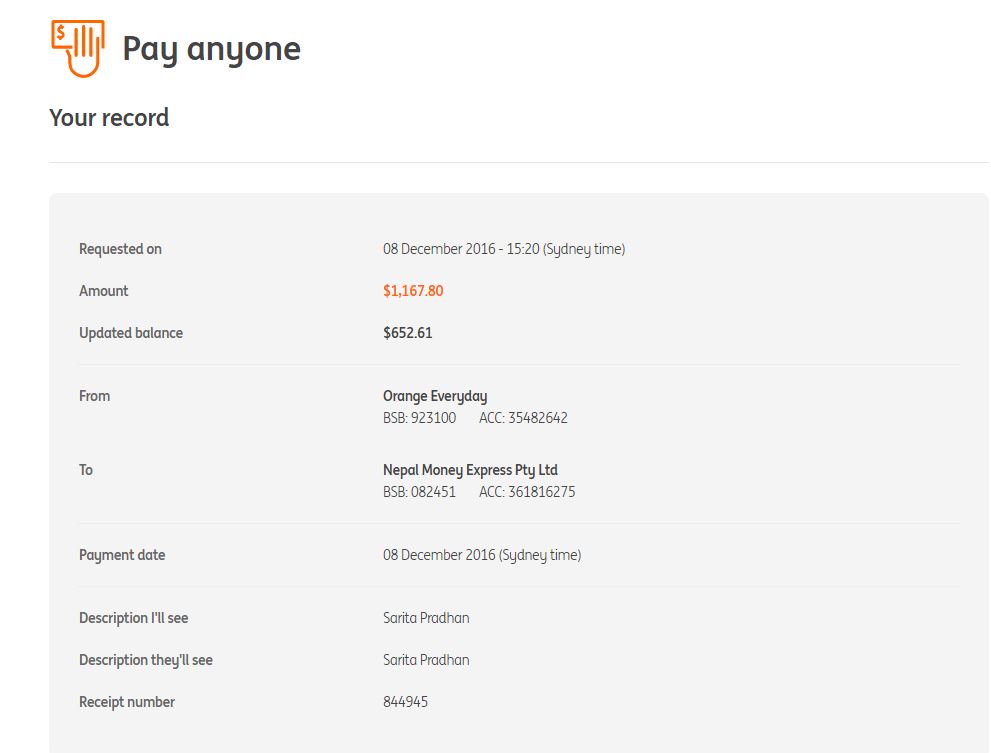 $
Pay anyone
Your record
Requested on 08 December 2016 - 15:20 (Sydney time)
Amount $1,167.80
Updated balance $652.61
From Orange Everyday
BSB: 923100 ACC: 35482642
To Nepal Money Express Pty Ltd
BSB: 082451 ACC: 361816275
Payment date 08 December 2016 (Sydney time)
Description I'll see Sarita Pradhan
Description they'll see Sarita Pradhan
Receipt number 844945